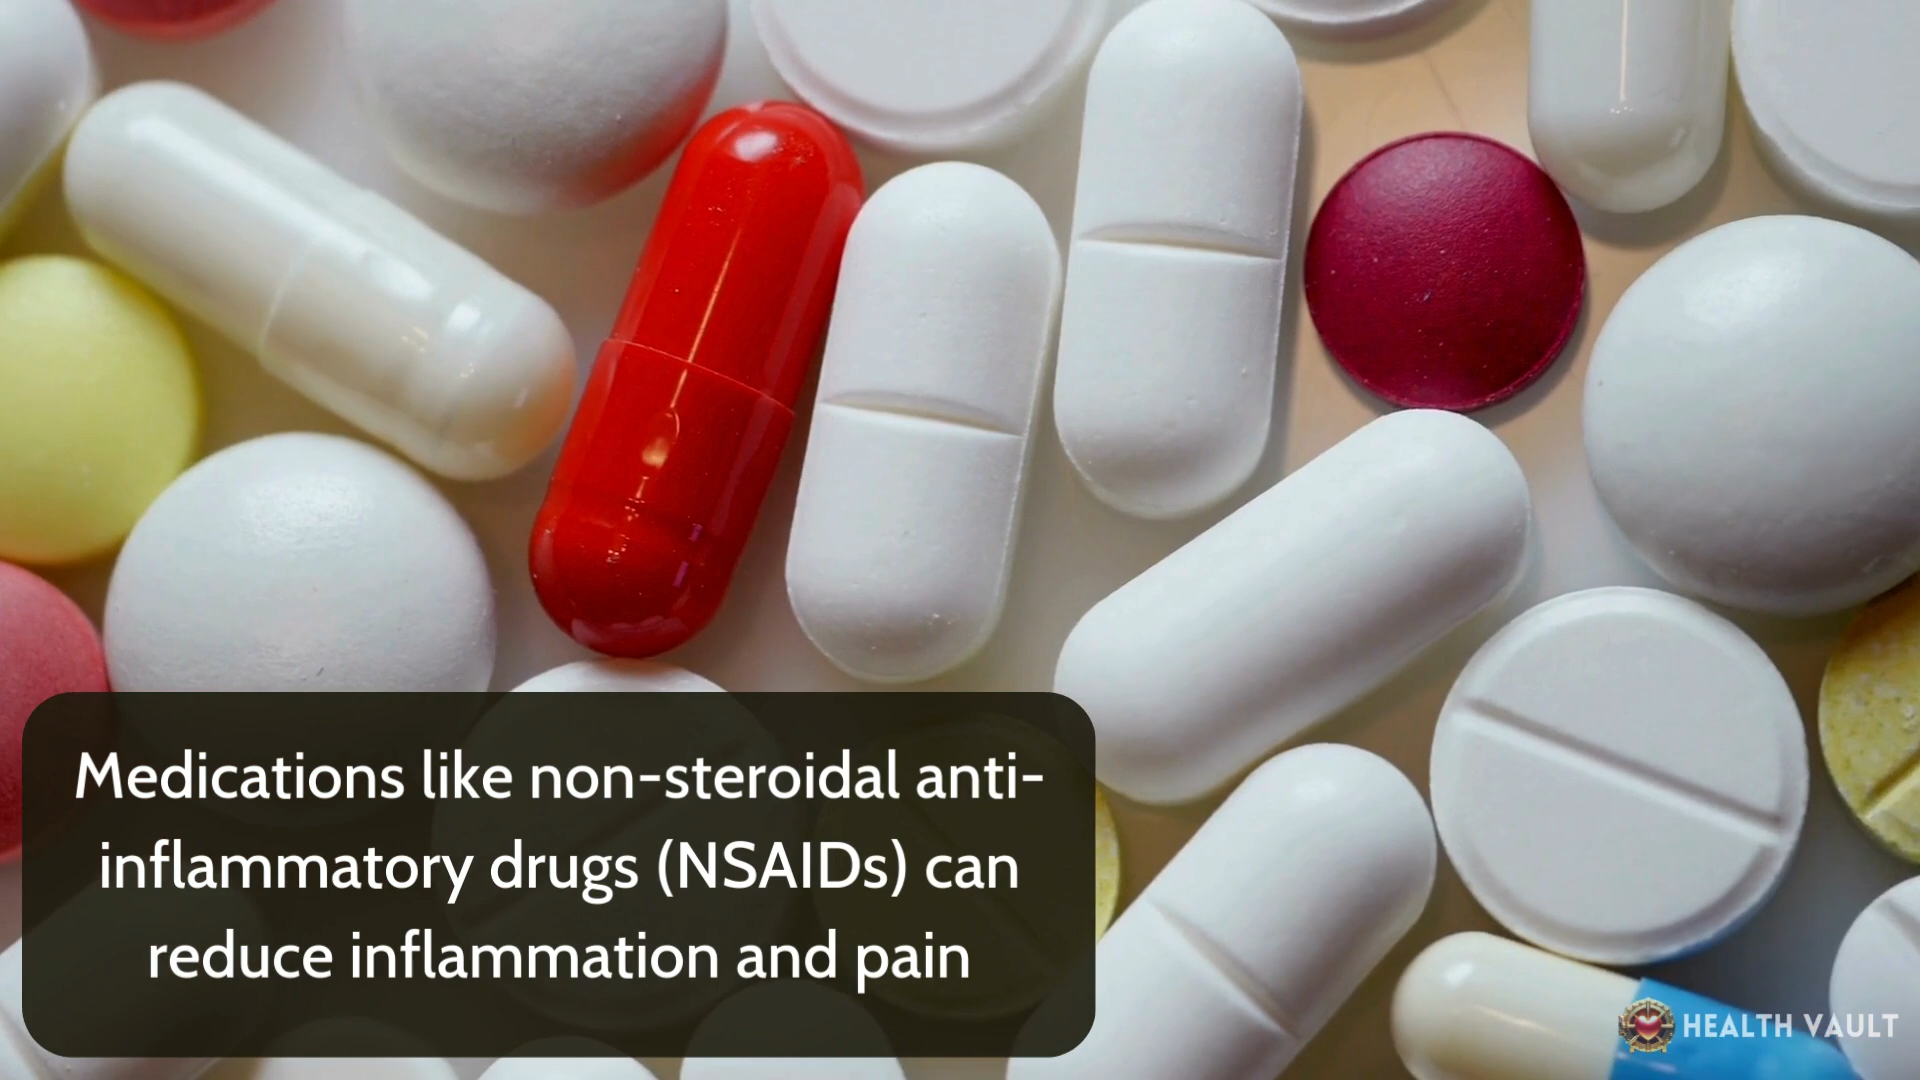 Medications like non-steroidal anti-
inflammatory drugs (NSAIDs) can
reduce inflammation and pain
HEALTH VAULT